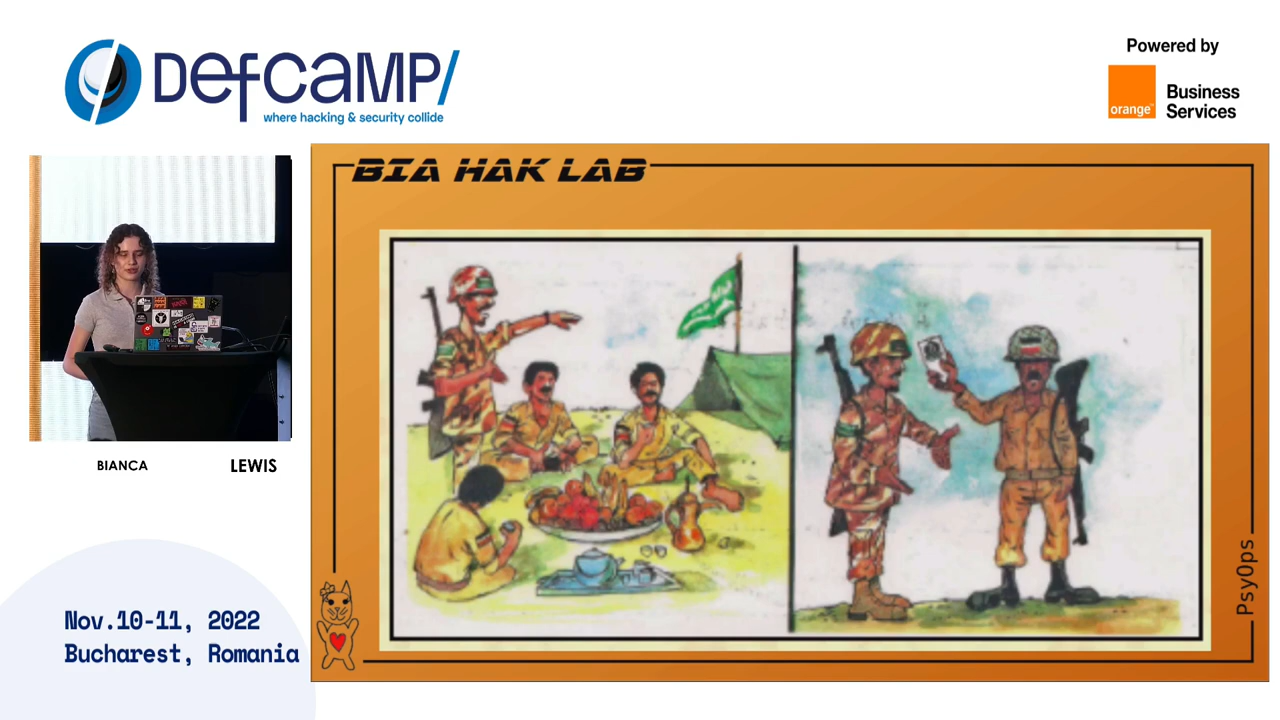 Defcamp/
where hacking & security collide
Powered by
orange
Business
Services
BIA HAK LAB
BIANCA LEWIS
PsyOps
Nov.10-11, 2022
Bucharest, Romania